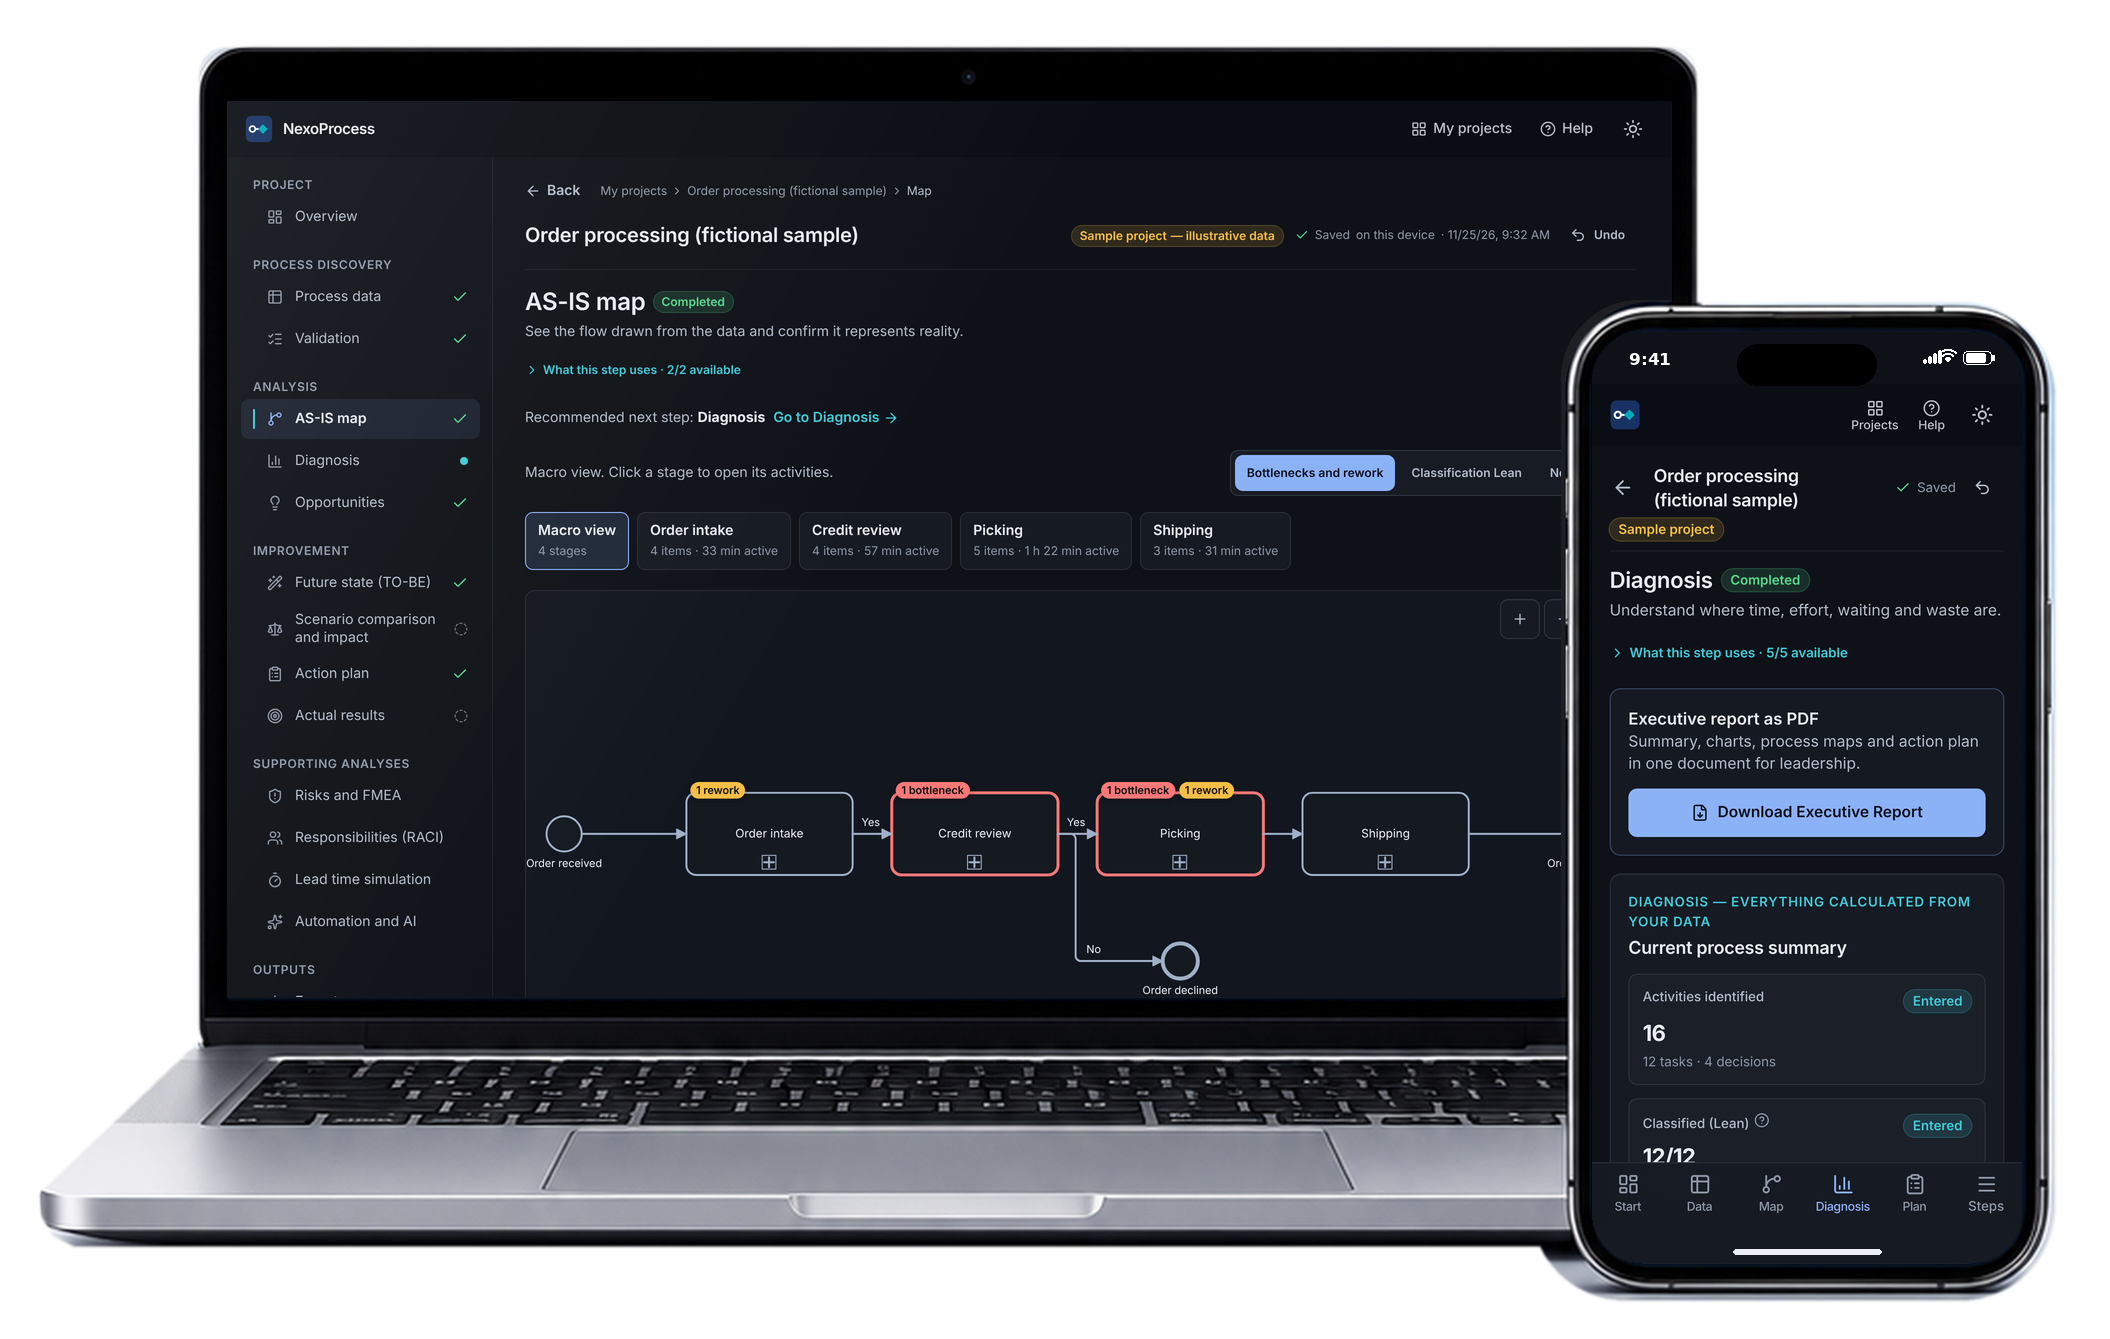 NexoProcess
My projects
Help
PROJECT
Overview
PROCESS DISCOVERY
Process data
Validation
ANALYSIS
AS-IS map
Diagnosis
Opportunities
IMPROVEMENT
Future state (TO-BE)
Scenario comparison
and impact
Action plan
Actual results
SUPPORTING ANALYSES
Risks and FMEA
Responsibilities (RACI)
Lead time simulation
Automation and AI
OUTPUTS
Back
My projects > Order processing (fictional sample) > Map
Order processing (fictional sample)
Sample project — illustrative data
Saved on this device · 11/25/26, 9:32 AM
Undo
AS-IS map
Completed
See the flow drawn from the data and confirm it represents reality.
What this step uses · 2/2 available
Recommended next step: Diagnosis Go to Diagnosis →
Macro view. Click a stage to open its activities.
Bottlenecks and rework
Classification Lean
Macro view
4 stages
Order intake
4 items · 33 min active
Credit review
4 items · 57 min active
Picking
5 items · 1 h 22 min active
Shipping
3 items · 31 min active
Order received
1 rework
Order intake
Yes
1 bottleneck
Credit review
Yes
1 bottleneck
1 rework
Picking
Shipping
No
Order declined
9:41
Projects
Help
Order processing
(fictional sample)
Saved
Sample project
Diagnosis
Completed
Understand where time, effort, waiting and waste are.
What this step uses · 5/5 available
Executive report as PDF
Summary, charts, process maps and action plan
in one document for leadership.
Download Executive Report
DIAGNOSIS — EVERYTHING CALCULATED FROM
YOUR DATA
Current process summary
Activities identified
Entered
16
12 tasks · 4 decisions
Classified (Lean)
Entered
12/12
Start
Data
Map
Diagnosis
Plan
Steps